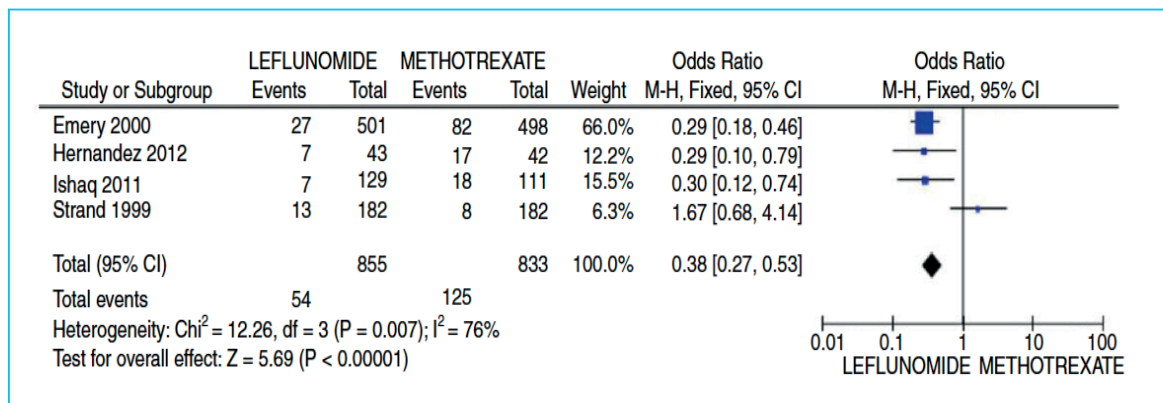 LEFLUNOMIDE METHOTREXATE Odds Ratio Odds Ratio
Study or Subgroup Events Total Events Total Weight M-H, Fixed, 95% CI M-H, Fixed, 95% CI
Emery 2000 27 501 82 498 66.0% 0.29 [0.18, 0.46]
Hernandez 2012 7 43 17 42 12.2% 0.29 [0.10, 0.79]
Ishaq 2011 7 129 18 111 15.5% 0.30 [0.12, 0.74]
Strand 1999 13 182 8 182 6.3% 1.67 [0.68, 4.14]
Total (95% CI) 855 833 100.0% 0.38 [0.27, 0.53]
Total events 54 125
Heterogeneity: Chi² = 12.26, df = 3 (P = 0.007); I² = 76%
Test for overall effect: Z = 5.69 (P < 0.00001)
0.01 0.1 1 10 100
LEFLUNOMIDE METHOTREXATE